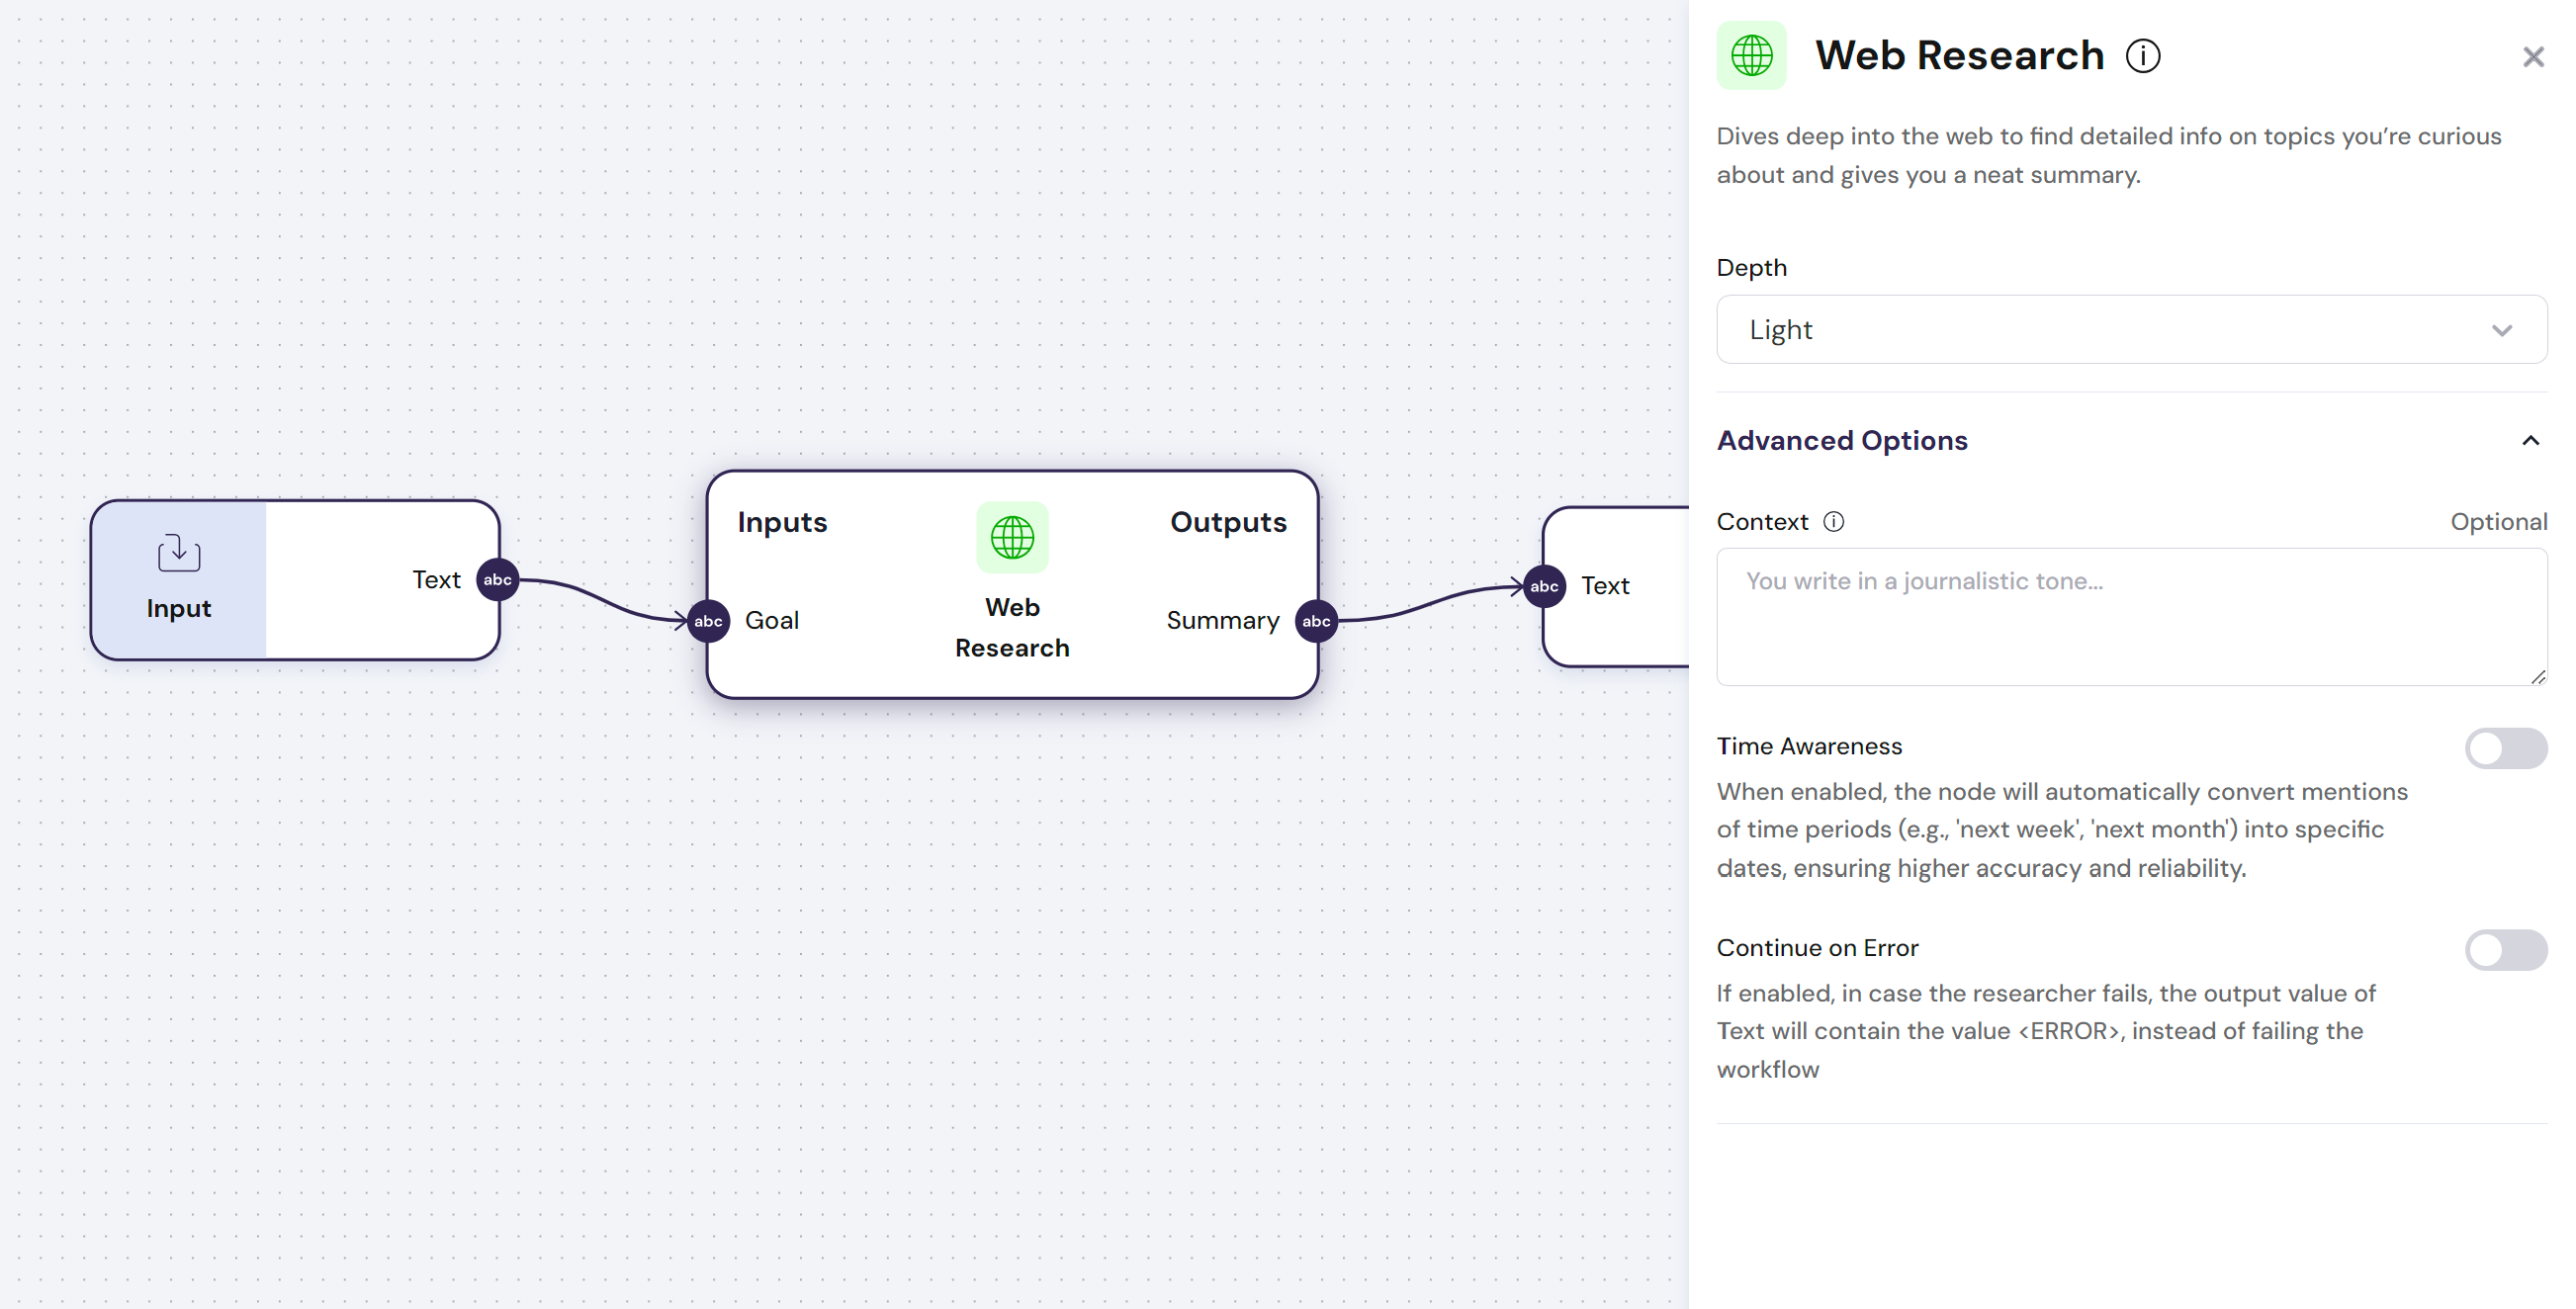 Input
Text
abc
abc
Inputs
Goal
Web
Research
Outputs
Summary
abc
abc
Text
Web Research
Dives deep into the web to find detailed info on topics you’re curious
about and gives you a neat summary.
Depth
Light
Advanced Options
Context
Optional
You write in a journalistic tone...
Time Awareness
When enabled, the node will automatically convert mentions
of time periods (e.g., 'next week', 'next month') into specific
dates, ensuring higher accuracy and reliability.
Continue on Error
If enabled, in case the researcher fails, the output value of
Text will contain the value <ERROR>, instead of failing the
workflow